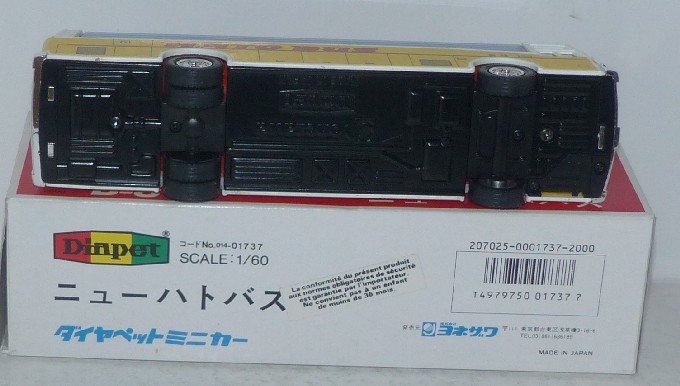 Diapet
コードNo.014-01737
SCALE:1/60
ニューハトバス
ダイヤペットミニカー
La conformité du présent produit
aux normes obligatoires de sécurité
est garantie par l'importateur.
Ne convient pas à un enfant
de moins de 36 mois.
207025-0001737-2000
14979750 01737 7
発売元 ヨネザワ
MADE IN JAPAN